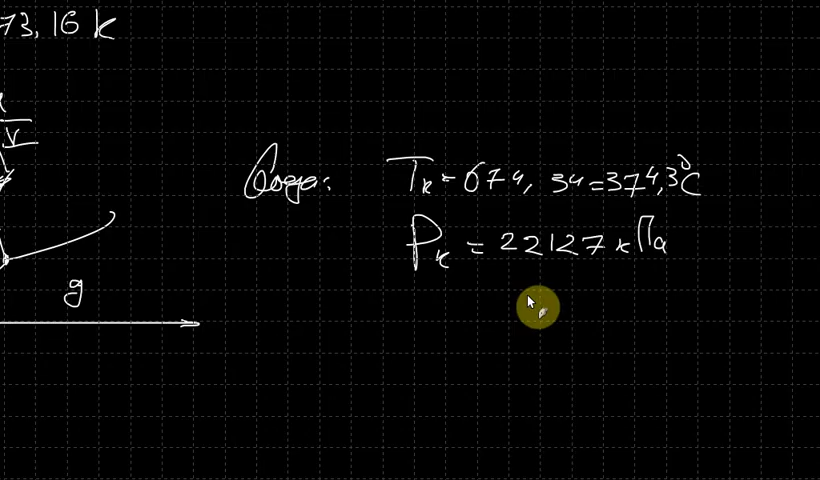 73,16 K
V
Вода: Tк = 674, 34 = 374,3°C
Pк = 22127 кПа
g